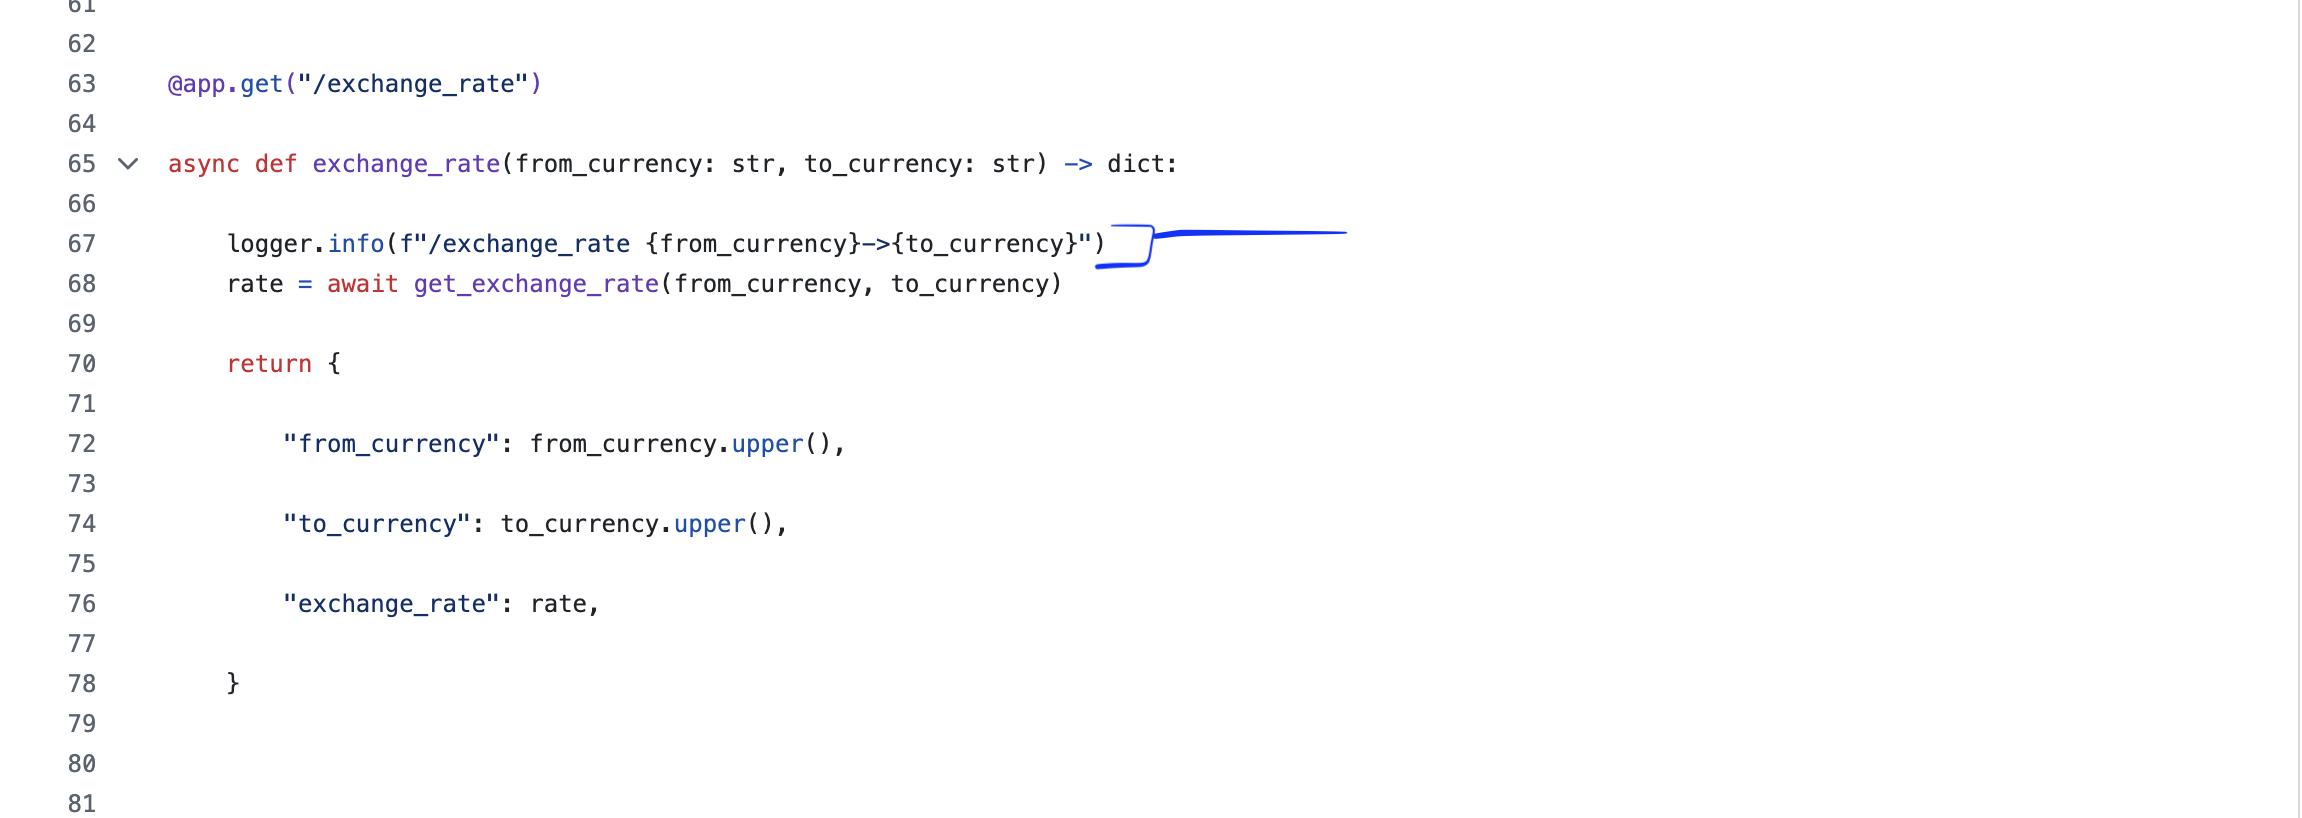 61
62
63 @app.get("/exchange_rate")
64
65 async def exchange_rate(from_currency: str, to_currency: str) -> dict:
66
67 logger.info(f"/exchange_rate {from_currency}->{to_currency}")
68 rate = await get_exchange_rate(from_currency, to_currency)
69
70 return {
71
72 "from_currency": from_currency.upper(),
73
74 "to_currency": to_currency.upper(),
75
76 "exchange_rate": rate,
77
78 }
79
80
81